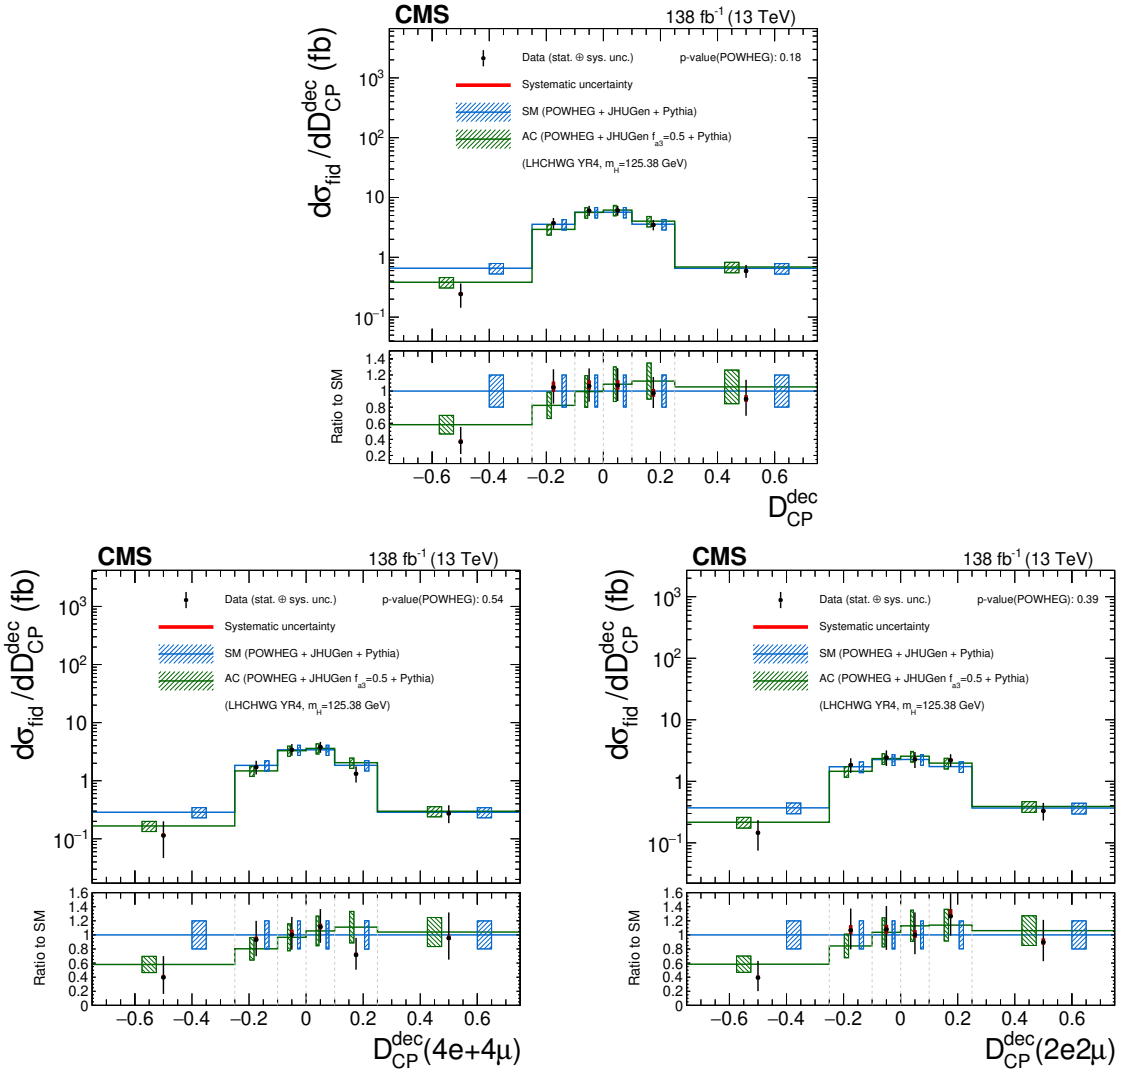 CMS 138 fb⁻¹ (13 TeV)
dσ_fid/dD_CP^dec (fb)
Data (stat. ⊕ sys. unc.) p-value(POWHEG): 0.18
Systematic uncertainty
SM (POWHEG + JHUGen + Pythia)
AC (POWHEG + JHUGen f_a3=0.5 + Pythia)
(LHCHWG YR4, m_H=125.38 GeV)
10³
10²
10
1
10⁻¹
Ratio to SM
1.4
1.2
1.0
0.8
0.6
0.4
0.2
−0.6 −0.4 −0.2 0 0.2 0.4 0.6
D_CP^dec
CMS 138 fb⁻¹ (13 TeV)
dσ_fid/dD_CP^dec (fb)
Data (stat. ⊕ sys. unc.) p-value(POWHEG): 0.54
Systematic uncertainty
SM (POWHEG + JHUGen + Pythia)
AC (POWHEG + JHUGen f_a3=0.5 + Pythia)
(LHCHWG YR4, m_H=125.38 GeV)
10³
10²
10
1
10⁻¹
Ratio to SM
1.6
1.4
1.2
1
0.8
0.6
0.4
0.2
0
−0.6 −0.4 −0.2 0 0.2 0.4 0.6
D_CP^dec(4e+4μ)
CMS 138 fb⁻¹ (13 TeV)
dσ_fid/dD_CP^dec (fb)
Data (stat. ⊕ sys. unc.) p-value(POWHEG): 0.39
Systematic uncertainty
SM (POWHEG + JHUGen + Pythia)
AC (POWHEG + JHUGen f_a3=0.5 + Pythia)
(LHCHWG YR4, m_H=125.38 GeV)
10³
10²
10
1
10⁻¹
Ratio to SM
1.6
1.4
1.2
1
0.8
0.6
0.4
0.2
0
−0.6 −0.4 −0.2 0 0.2 0.4 0.6
D_CP^dec(2e2μ)